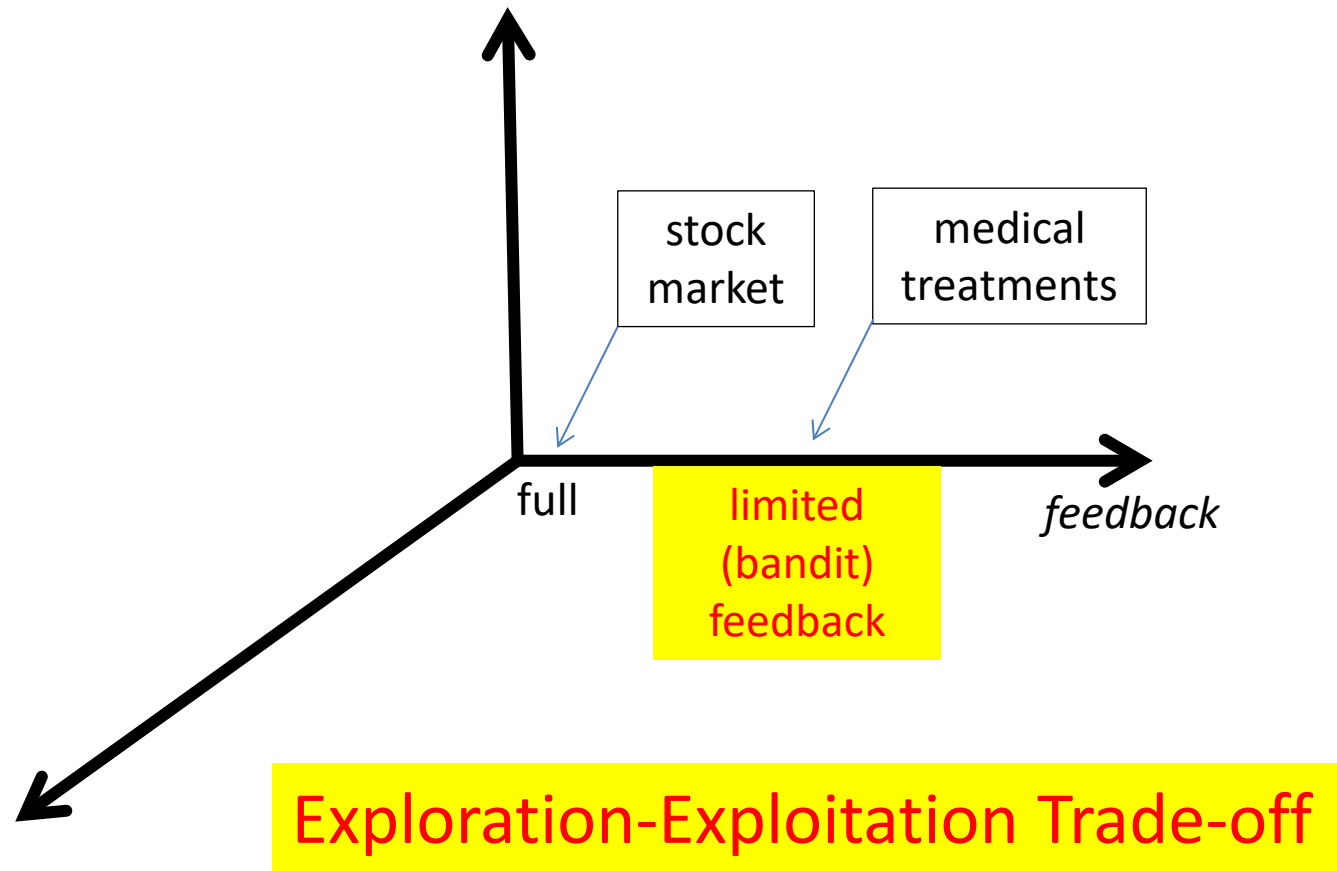 stock
market
medical
treatments
full
limited
(bandit)
feedback
feedback
Exploration-Exploitation Trade-off